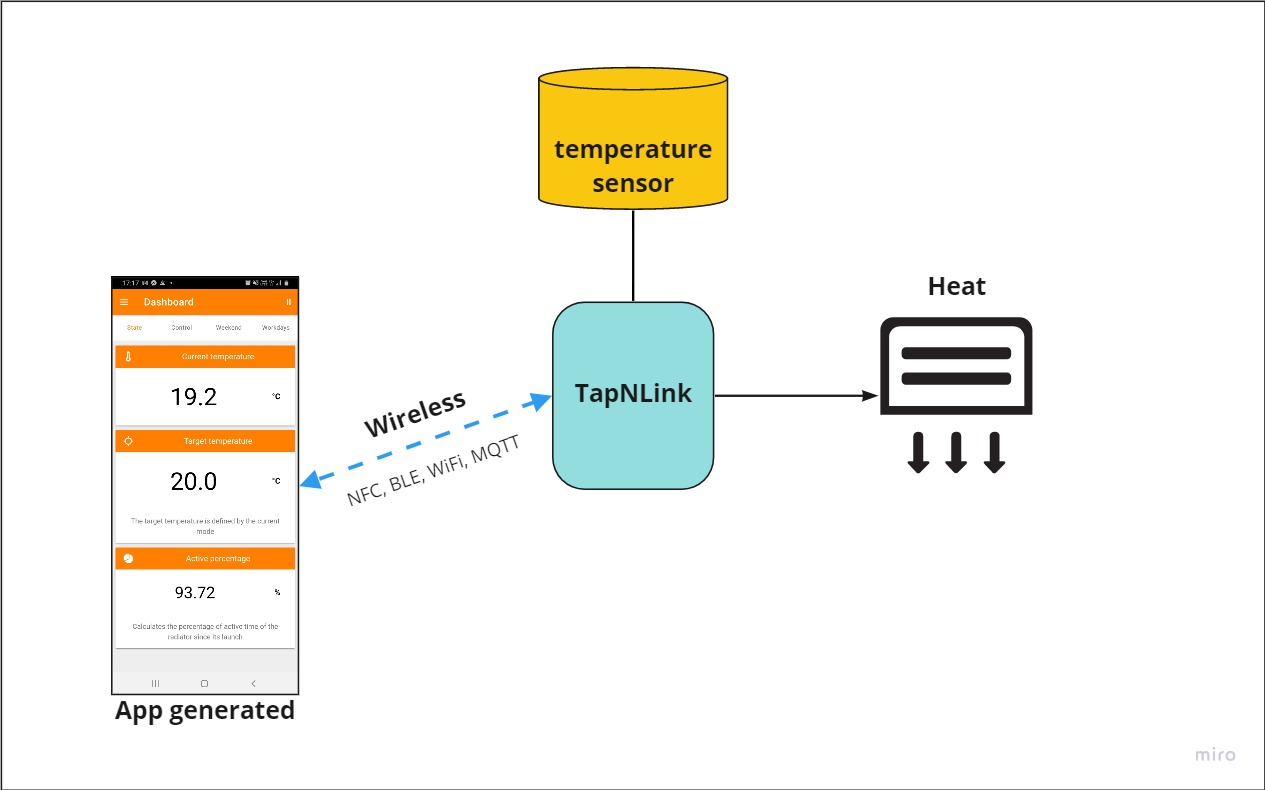 temperature
sensor
Heat
TapNLink
Wireless
NFC, BLE, WiFi, MQTT
17:17
Dashboard
State Control Weekend Workdays
Current temperature
19.2 °C
Target temperature
20.0 °C
The target temperature is defined by the current
mode
Active percentage
93.72 %
Calculates the percentage of active time of the
radiator since its launch
App generated
miro